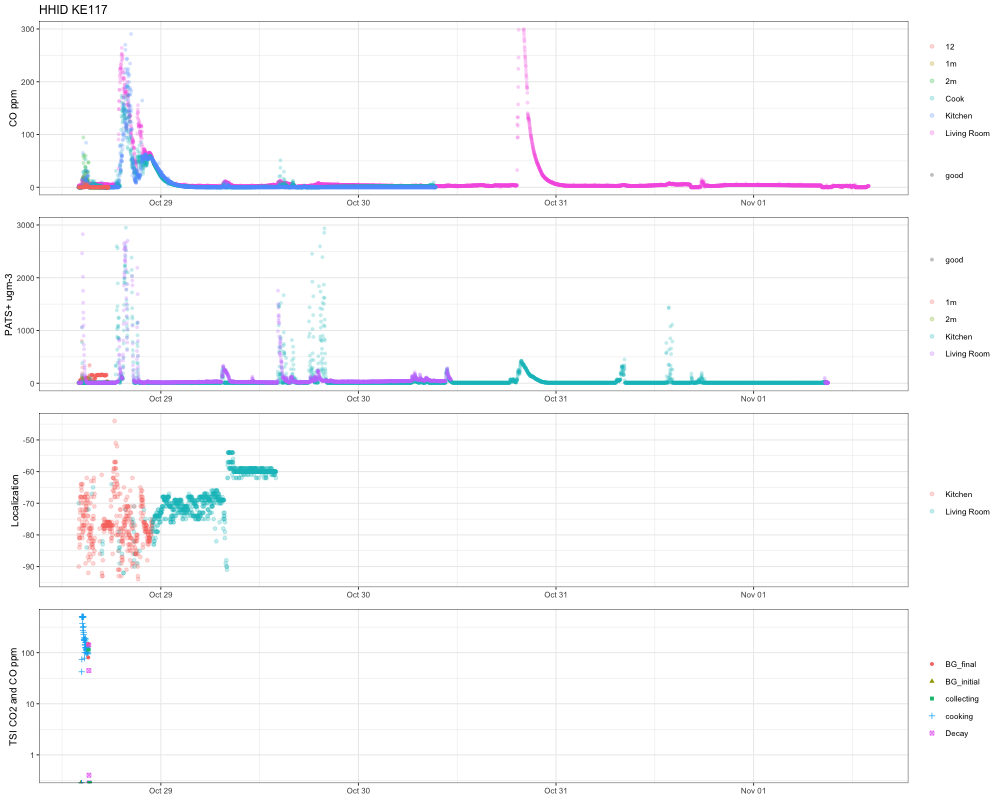 HHID KE117
CO ppm
300
200
100
0
Oct 29
Oct 30
Oct 31
Nov 01
12
1m
2m
Cook
Kitchen
Living Room
good
PATS+ ugm-3
3000
2000
1000
0
Oct 29
Oct 30
Oct 31
Nov 01
good
1m
2m
Kitchen
Living Room
Localization
-50
-60
-70
-80
-90
Oct 29
Oct 30
Oct 31
Nov 01
Kitchen
Living Room
TSI CO2 and CO ppm
100
10
1
Oct 29
Oct 30
Oct 31
Nov 01
BG_final
BG_initial
collecting
cooking
Decay